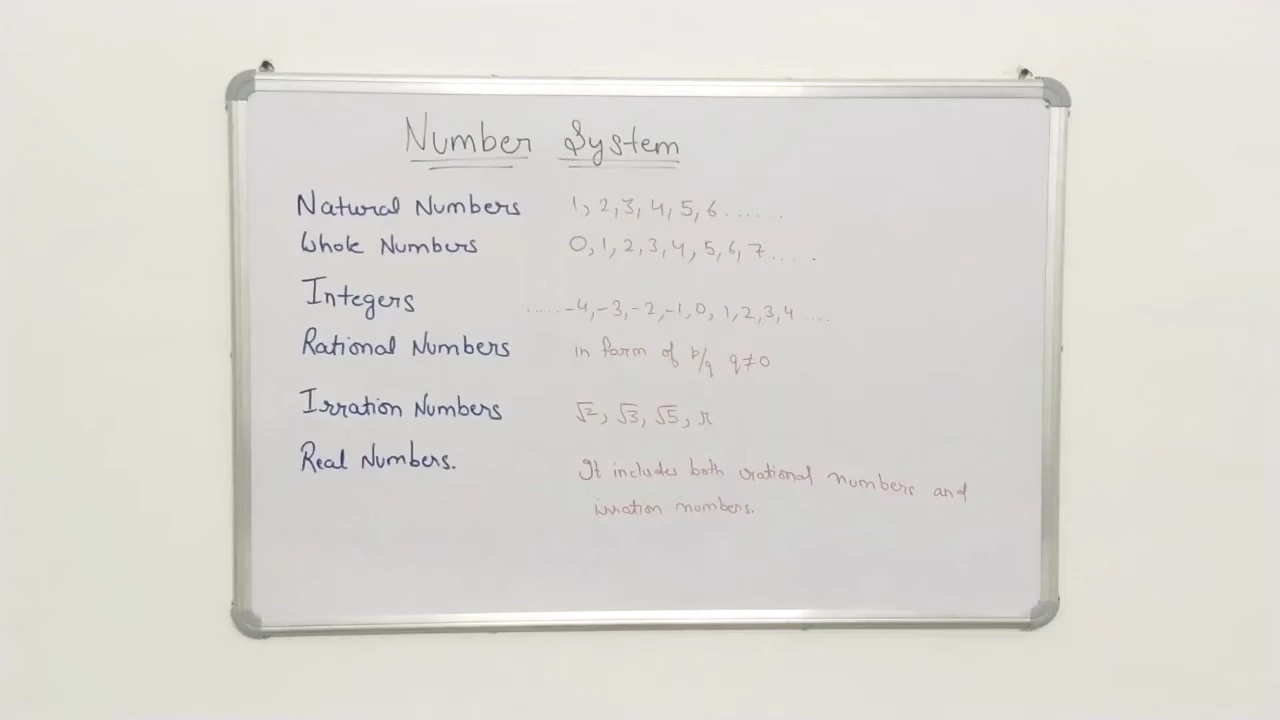 Number System
Natural Numbers 1, 2, 3, 4, 5, 6......
Whole Numbers 0, 1, 2, 3, 4, 5, 6, 7.....
Integers .....-4, -3, -2, -1, 0, 1, 2, 3, 4.....
Rational Numbers in form of p/q q≠0
Irration Numbers √2, √3, √5, π
Real Numbers. It includes both rational numbers and
irration numbers.